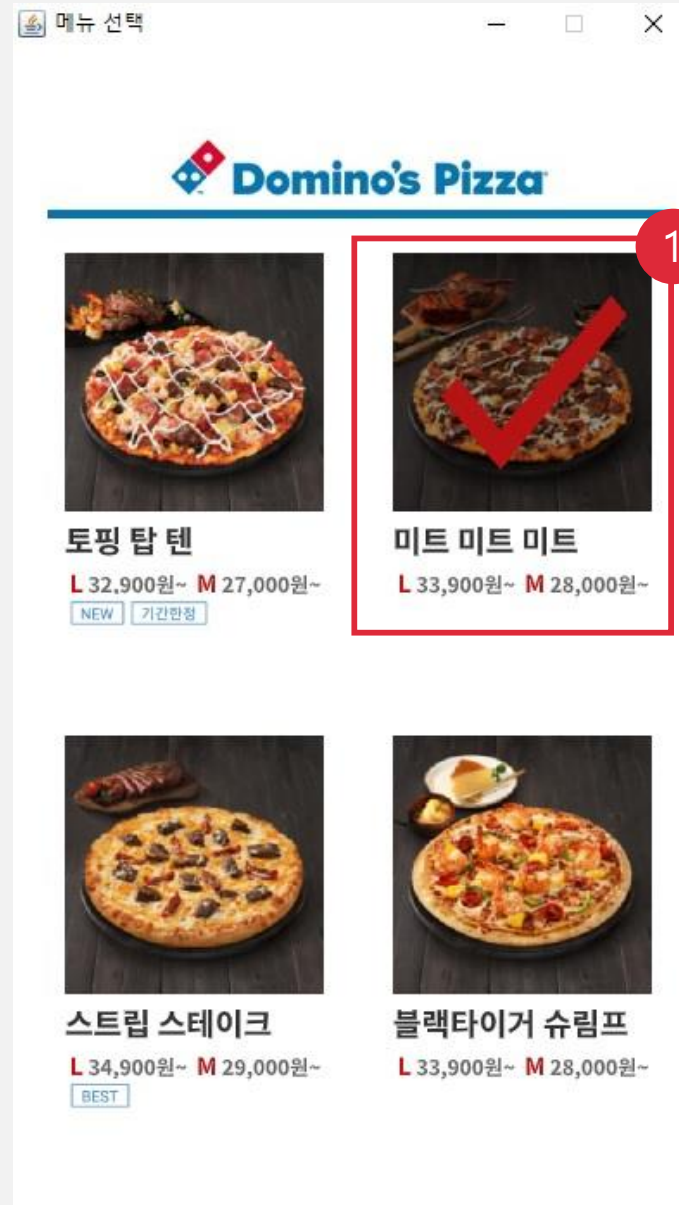 메뉴 선택
Domino's Pizza
1
토핑 탑 텐
L 32,900원~ M 27,000원~
NEW 기간한정
미트 미트 미트
L 33,900원~ M 28,000원~
스트립 스테이크
L 34,900원~ M 29,000원~
BEST
블랙타이거 슈림프
L 33,900원~ M 28,000원~